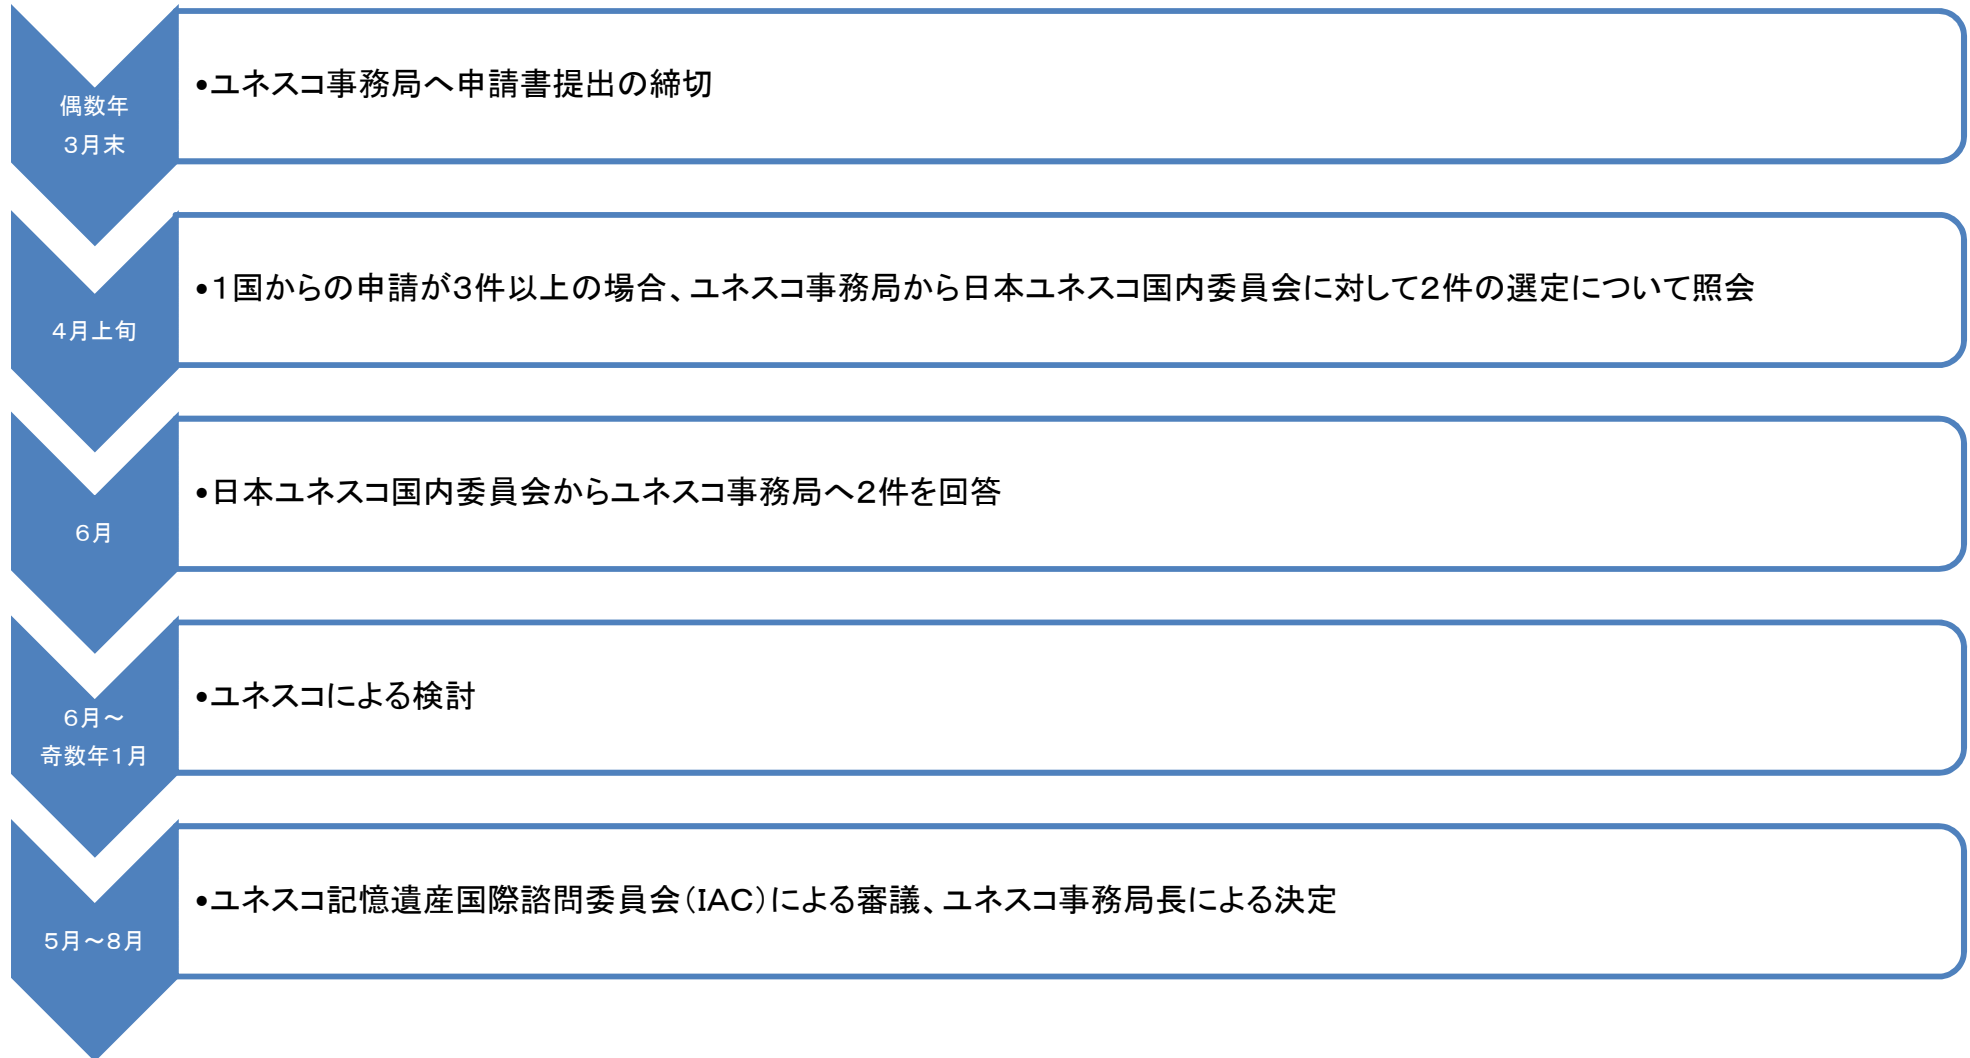 偶数年
３月末
•ユネスコ事務局へ申請書提出の締切
４月上旬
•１国からの申請が３件以上の場合、ユネスコ事務局から日本ユネスコ国内委員会に対して２件の選定について照会
６月
•日本ユネスコ国内委員会からユネスコ事務局へ２件を回答
６月～
奇数年１月
•ユネスコによる検討
５月～８月
•ユネスコ記憶遺産国際諮問委員会（IAC）による審議、ユネスコ事務局長による決定